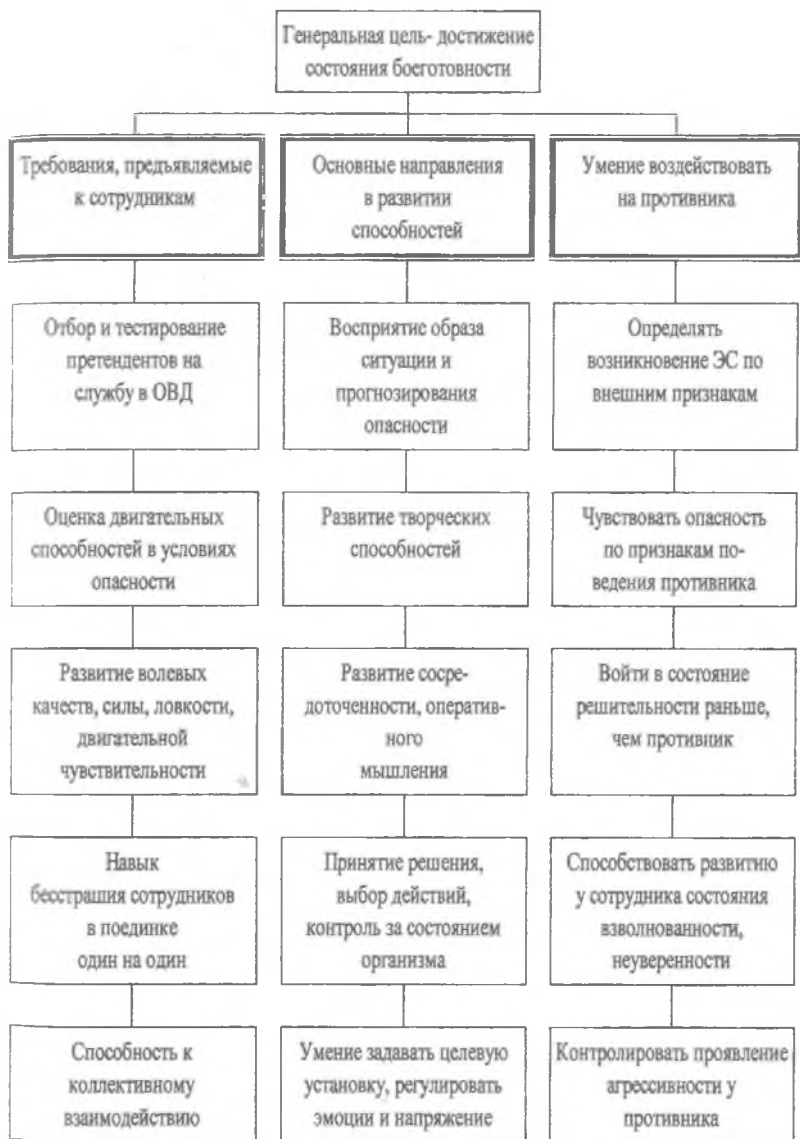 Генеральная цель- достижение
состояния боеготовности
Требования, предъявляемые
к сотрудникам
Основные направления
в развитии
способностей
Умение воздействовать
на противника
Отбор и тестирование
претендентов на
службу в ОВД
Восприятие образа
ситуации и
прогнозирования
опасности
Определять
возникновение ЭС по
внешним признакам
Оценка двигательных
способностей в условиях
опасности
Развитие творческих
способностей
Чувствовать опасность
по признакам по-
ведения противника
Развитие волевых
качеств, силы, ловкости,
двигательной
чувствительности
Развитие сосре-
доточенности, оператив-
ного
мышления
Войти в состояние
решительности раньше,
чем противник
Навык
бесстрашия сотрудников
в поединке
один на один
Принятие решения,
выбор действий,
контроль за состоянием
организма
Способствовать развитию
у сотрудника состояния
взволнованности,
неуверенности
Способность к
коллективному
взаимодействию
Умение задавать целевую
установку, регулировать
эмоции и напряжение
Контролировать проявление
агрессивности у
противника